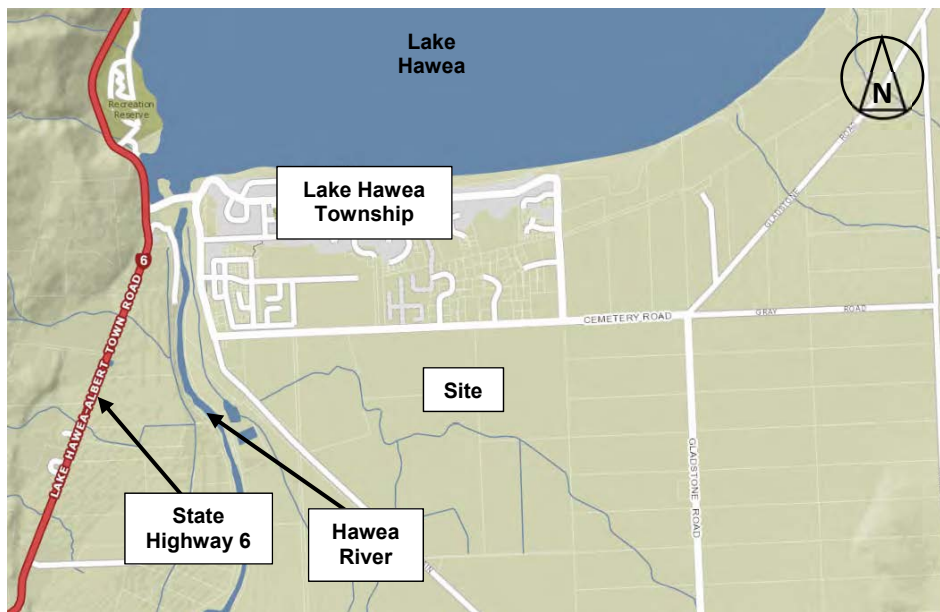 Lake
Hawea
N
Recreation
Reserve
Lake Hawea
Township
ROAD
GLADSTONE
6
CEMETERY ROAD
GRAY ROAD
LAKE HAWEA-ALBERT TOWN ROAD
Site
GLADSTONE ROAD
State
Highway 6
Hawea
River